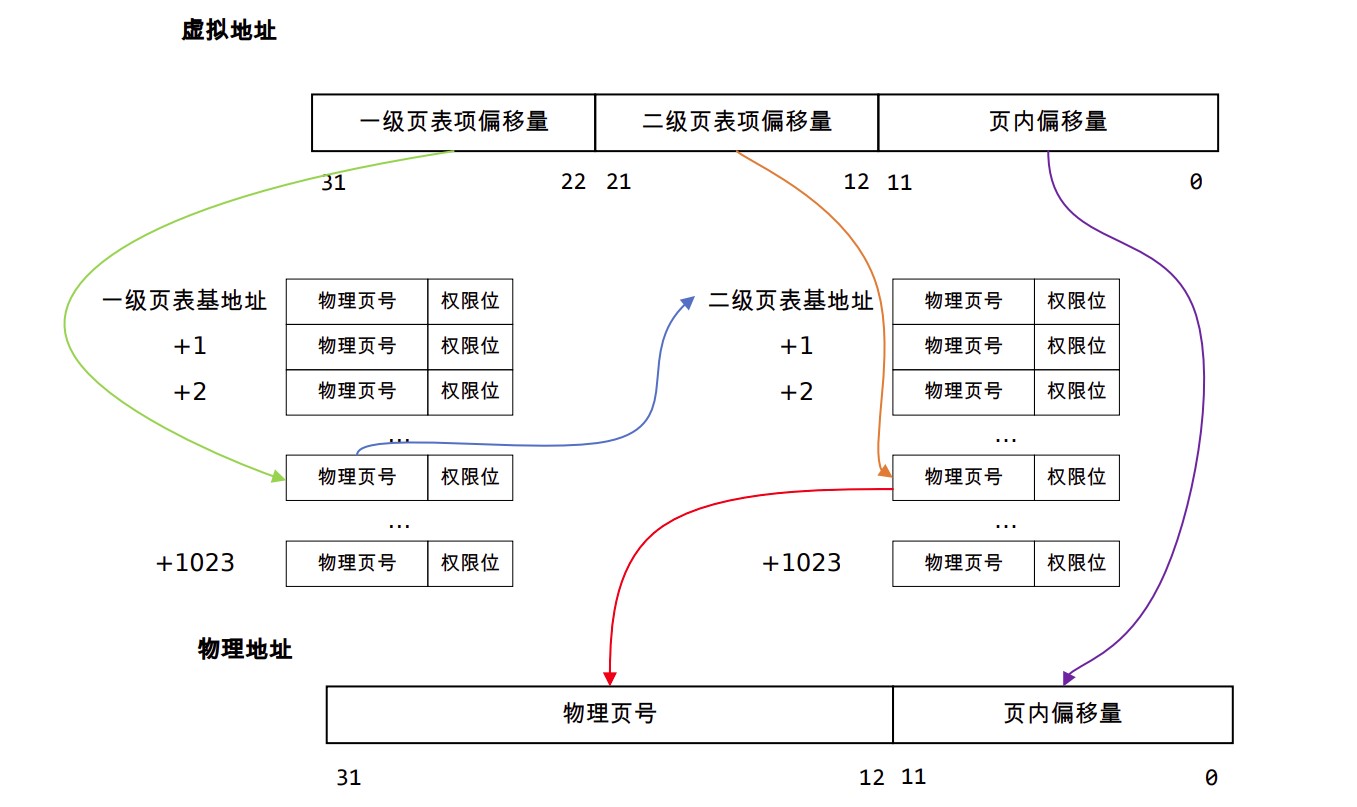 虚拟地址
一级页表项偏移量 二级页表项偏移量 页内偏移量
31 22 21 12 11 0
一级页表基地址 物理页号 权限位 二级页表基地址 物理页号 权限位
+1 物理页号 权限位 +1 物理页号 权限位
+2 物理页号 权限位 +2 物理页号 权限位
... ...
物理页号 权限位 物理页号 权限位
... ...
+1023 物理页号 权限位 +1023 物理页号 权限位
物理地址
物理页号 页内偏移量
31 12 11 0